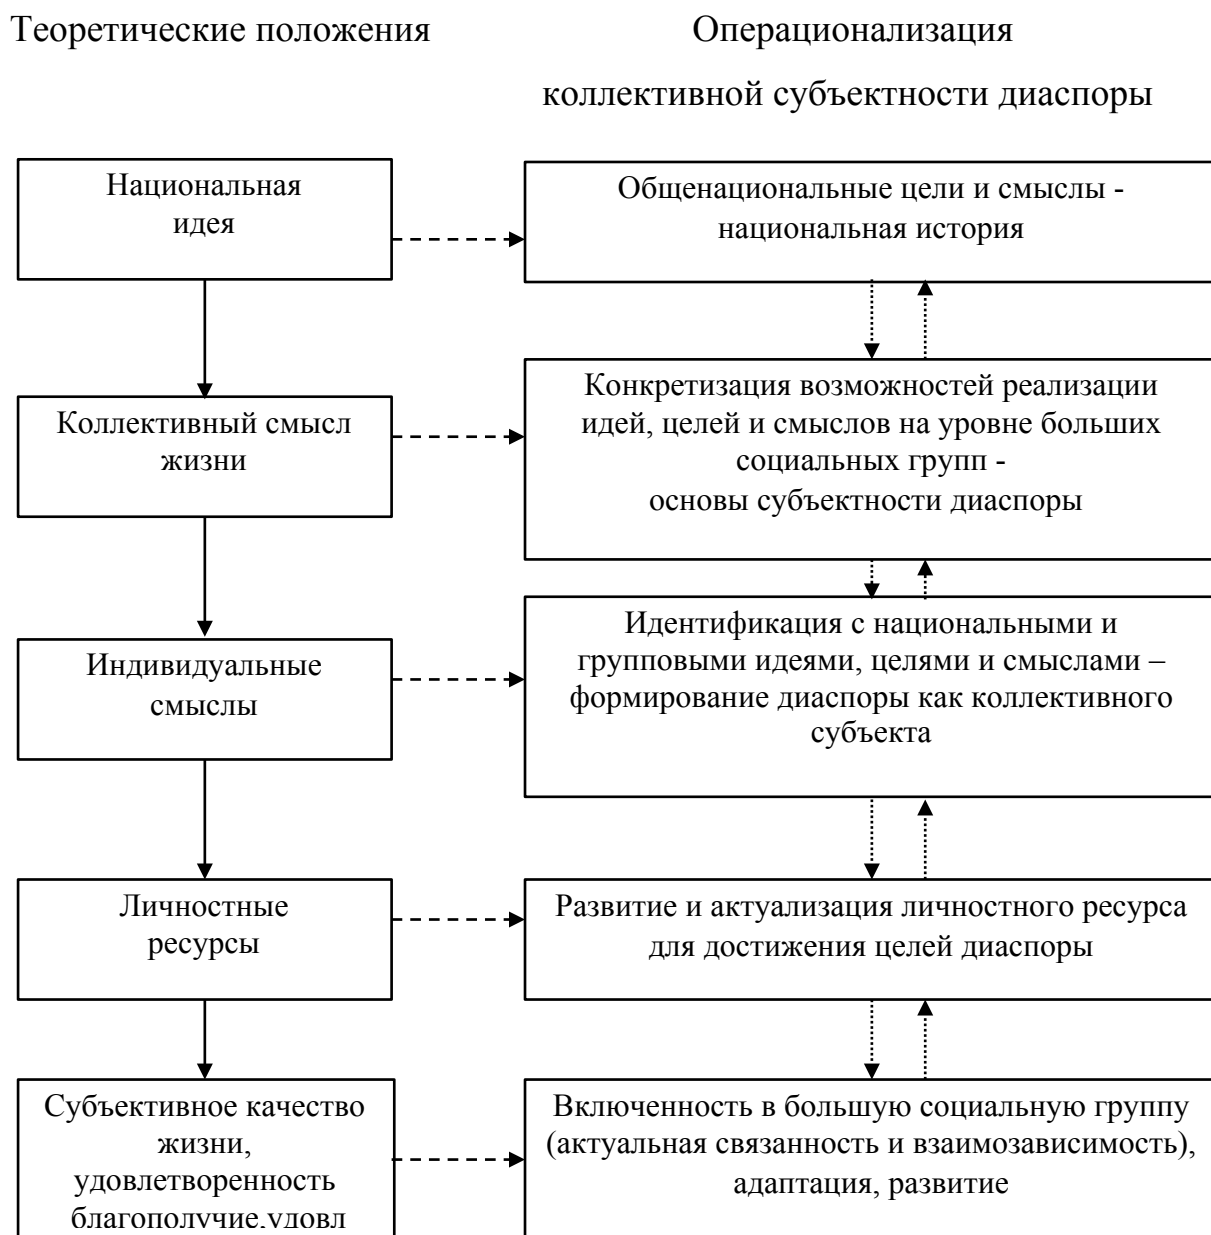 Теоретические положения
Операционализация
коллективной субъектности диаспоры
Национальная
идея
Общенациональные цели и смыслы -
национальная история
Коллективный смысл
жизни
Конкретизация возможностей реализации
идей, целей и смыслов на уровне больших
социальных групп -
основы субъектности диаспоры
Индивидуальные
смыслы
Идентификация с национальными и
групповыми идеями, целями и смыслами –
формирование диаспоры как коллективного
субъекта
Личностные
ресурсы
Развитие и актуализация личностного ресурса
для достижения целей диаспоры
Субъективное качество
жизни,
удовлетворенность
благополучие,удовл
Включенность в большую социальную группу
(актуальная связанность и взаимозависимость),
адаптация, развитие